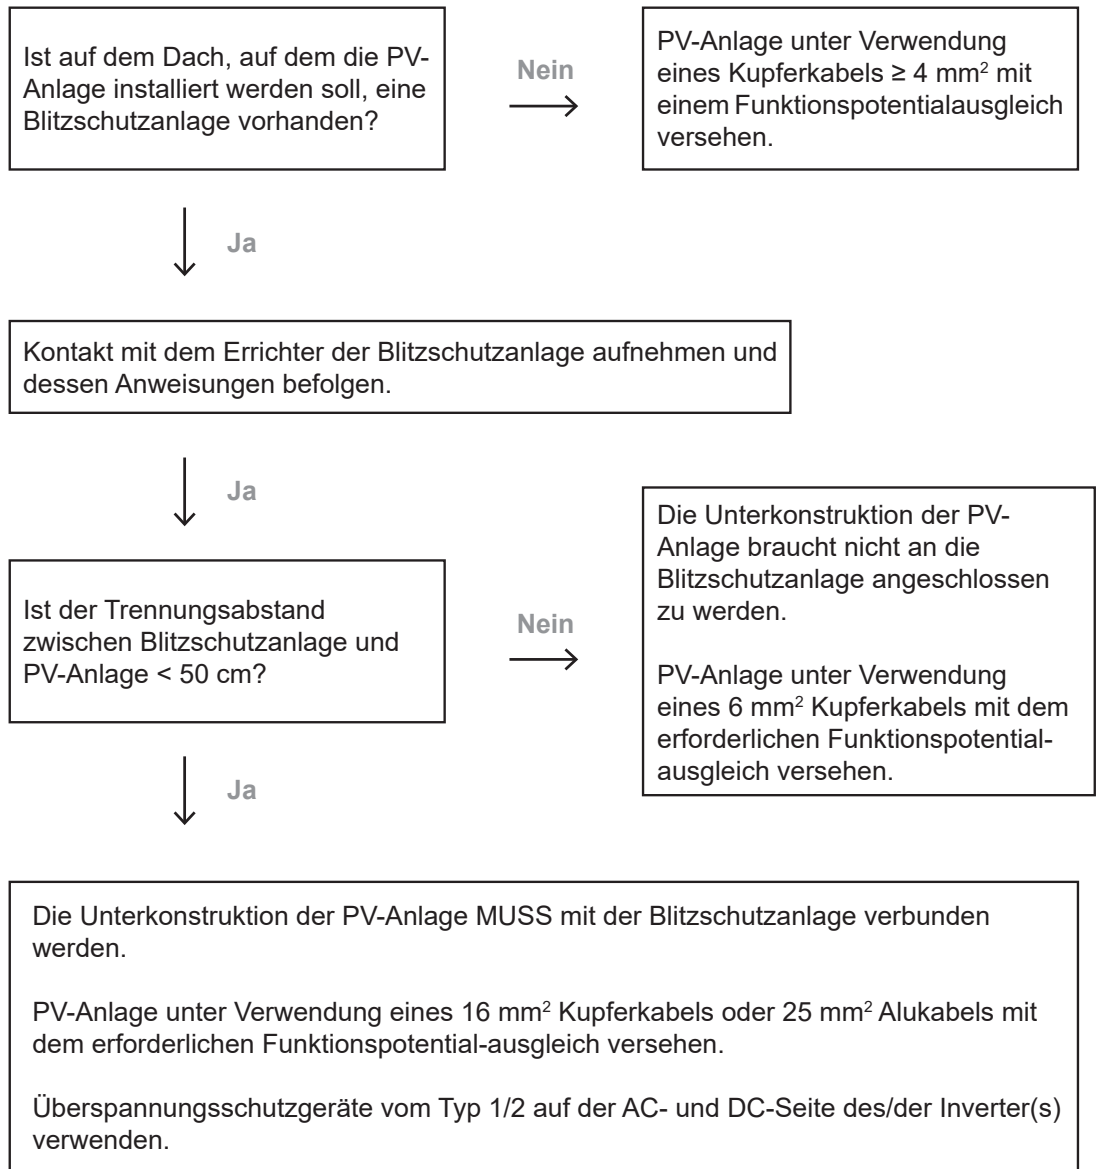 Ist auf dem Dach, auf dem die PV-
Anlage installiert werden soll, eine
Blitzschutzanlage vorhanden?
Nein
PV-Anlage unter Verwendung
eines Kupferkabels ≥ 4 mm² mit
einem Funktionspotentialausgleich
versehen.
Ja
Kontakt mit dem Errichter der Blitzschutzanlage aufnehmen und
dessen Anweisungen befolgen.
Ja
Ist der Trennungsabstand
zwischen Blitzschutzanlage und
PV-Anlage < 50 cm?
Nein
Die Unterkonstruktion der PV-
Anlage braucht nicht an die
Blitzschutzanlage angeschlossen
zu werden.
PV-Anlage unter Verwendung
eines 6 mm² Kupferkabels mit dem
erforderlichen Funktionspotential-
ausgleich versehen.
Ja
Die Unterkonstruktion der PV-Anlage MUSS mit der Blitzschutzanlage verbunden
werden.
PV-Anlage unter Verwendung eines 16 mm² Kupferkabels oder 25 mm² Alukabels mit
dem erforderlichen Funktionspotential-ausgleich versehen.
Überspannungsschutzgeräte vom Typ 1/2 auf der AC- und DC-Seite des/der Inverter(s)
verwenden.